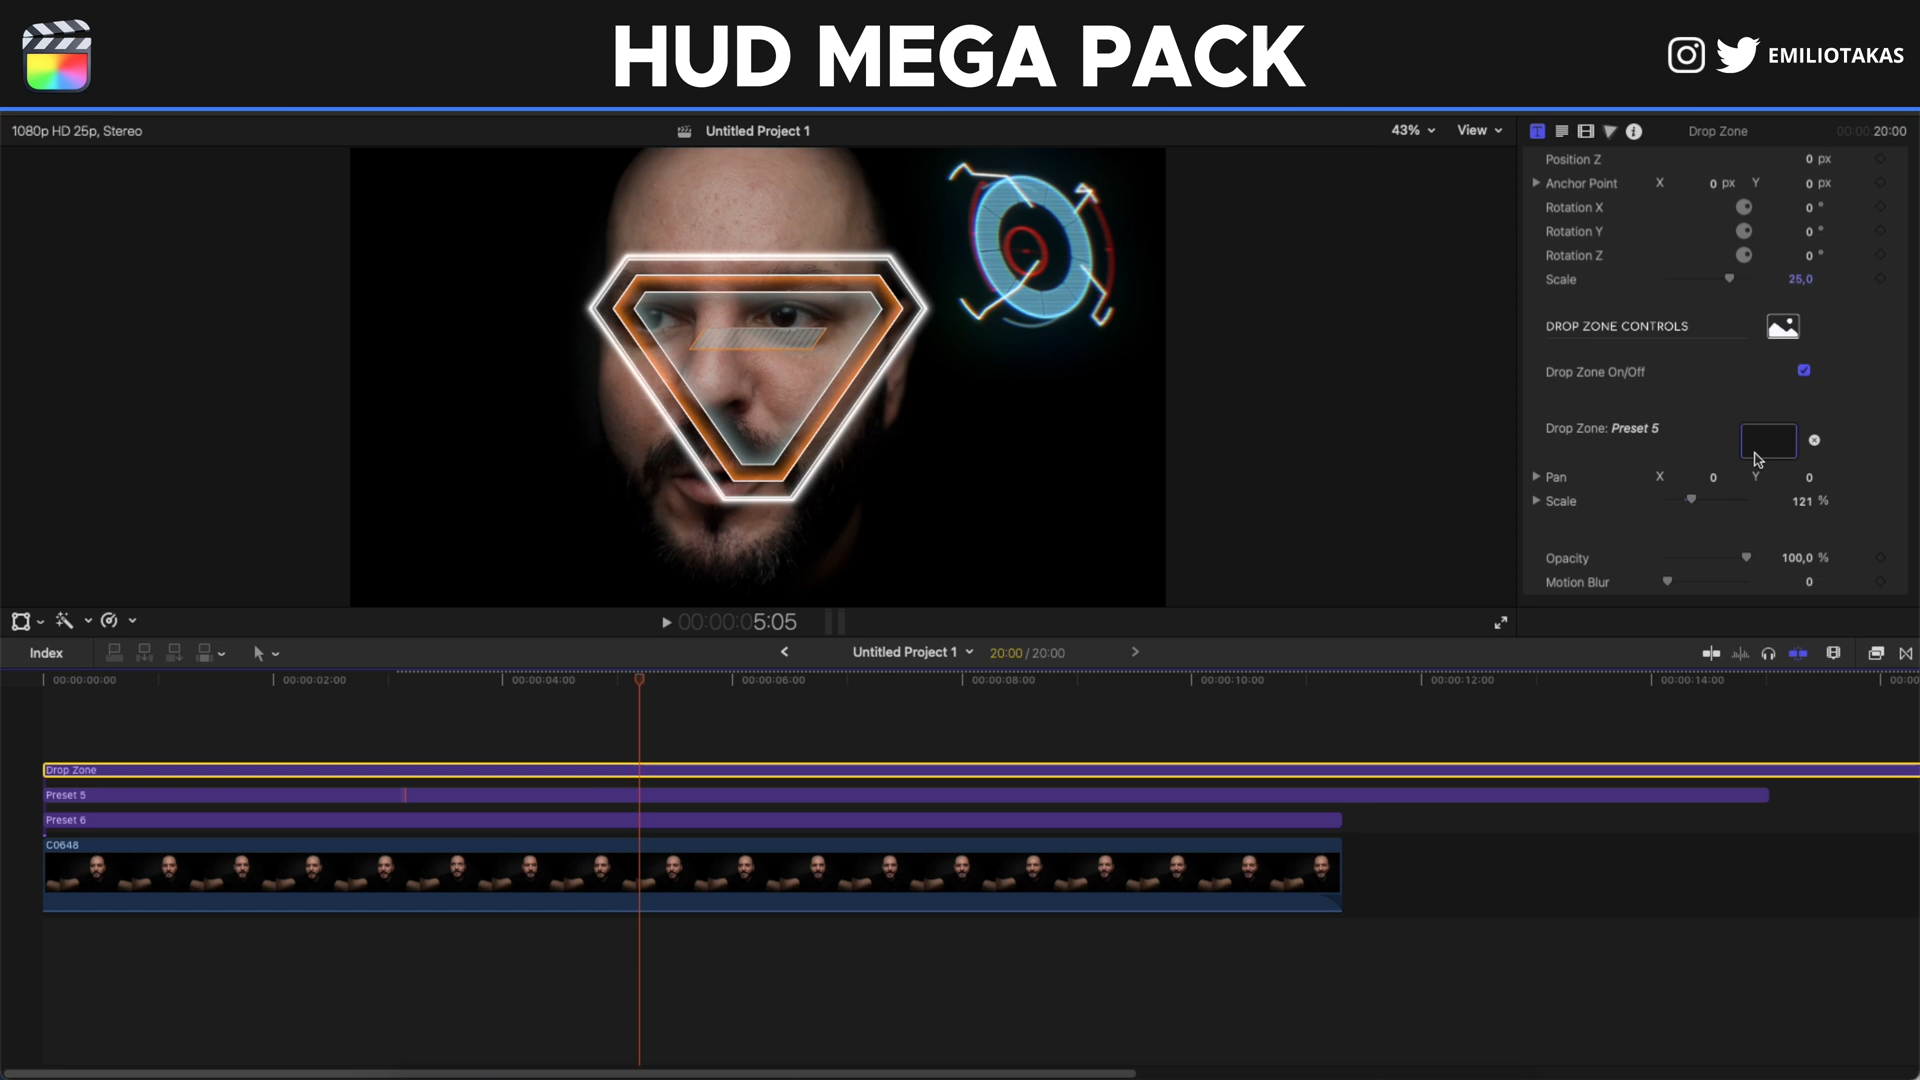 HUD MEGA PACK
EMILIOTAKAS
1080p HD 25p, Stereo
Untitled Project 1
43%
View
Drop Zone
00:00:20:00
Position Z 0 px
Anchor Point X 0 px Y 0 px
Rotation X 0 °
Rotation Y 0 °
Rotation Z 0 °
Scale 25,0
DROP ZONE CONTROLS
Drop Zone On/Off
Drop Zone: Preset 5
Pan X 0 Y 0
Scale 121 %
Opacity 100,0 %
Motion Blur 0
00:00:05:05
Index
Untitled Project 1
20:00 / 20:00
00:00:00:00 00:00:02:00 00:00:04:00 00:00:06:00 00:00:08:00 00:00:10:00 00:00:12:00 00:00:14:00 00:00
Drop Zone
Preset 5
Preset 6
C0648